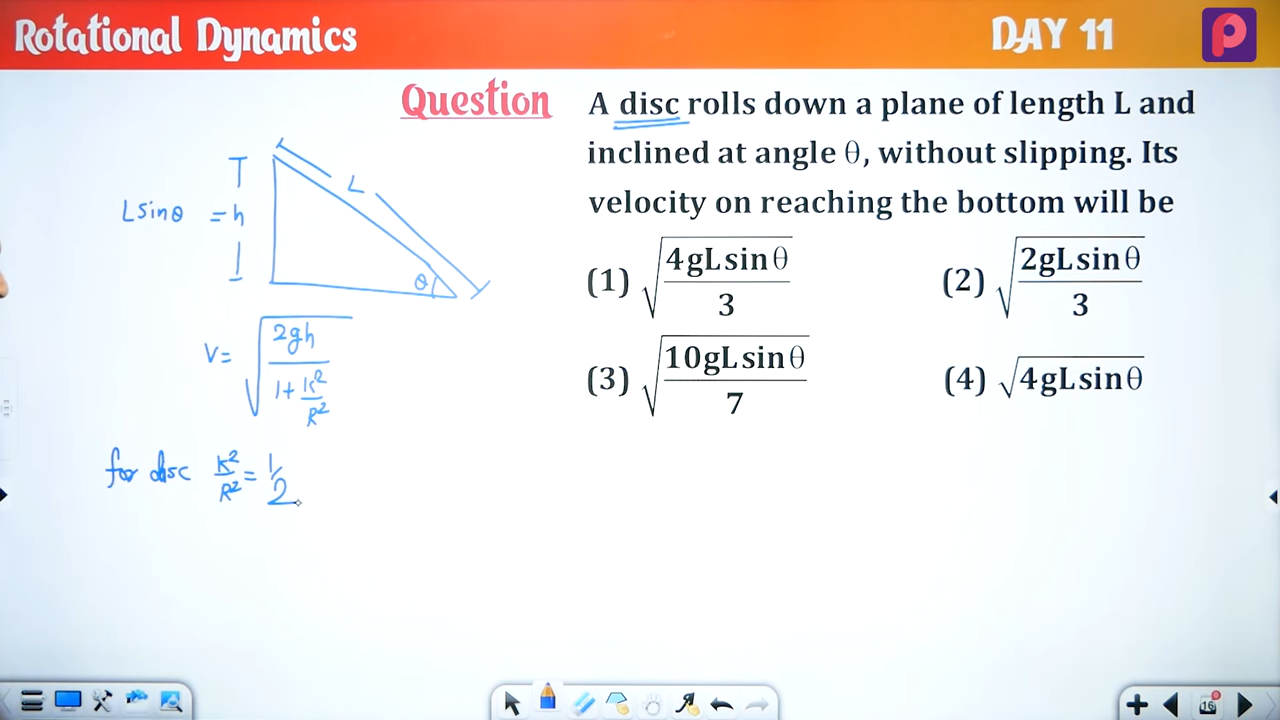 Rotational Dynamics
DAY 11
Question
A disc rolls down a plane of length L and
inclined at angle θ, without slipping. Its
velocity on reaching the bottom will be
(1) √(4gLsinθ/3)
(2) √(2gLsinθ/3)
(3) √(10gLsinθ/7)
(4) √4gLsinθ
L
Lsinθ = h
θ
V = √(2gh/(1+K²/R²))
for disc K²/R² = 1/2
16